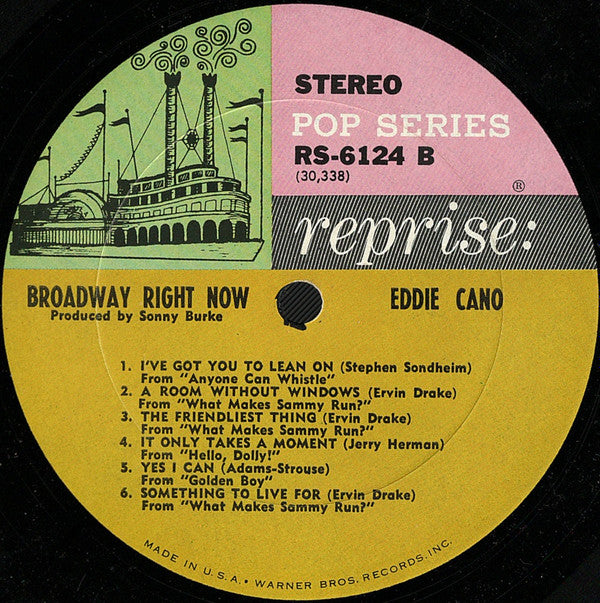 STEREO
POP SERIES
RS-6124 B
(30,338)
®
reprise:
BROADWAY RIGHT NOW
Produced by Sonny Burke
EDDIE CANO
1. I'VE GOT YOU TO LEAN ON (Stephen Sondheim)
From "Anyone Can Whistle"
2. A ROOM WITHOUT WINDOWS (Ervin Drake)
From "What Makes Sammy Run?"
3. THE FRIENDLIEST THING (Ervin Drake)
From "What Makes Sammy Run?"
4. IT ONLY TAKES A MOMENT (Jerry Herman)
From "Hello, Dolly!"
5. YES I CAN (Adams-Strouse)
From "Golden Boy"
6. SOMETHING TO LIVE FOR (Ervin Drake)
From "What Makes Sammy Run?"
MADE IN U.S.A. • WARNER BROS. RECORDS, INC.